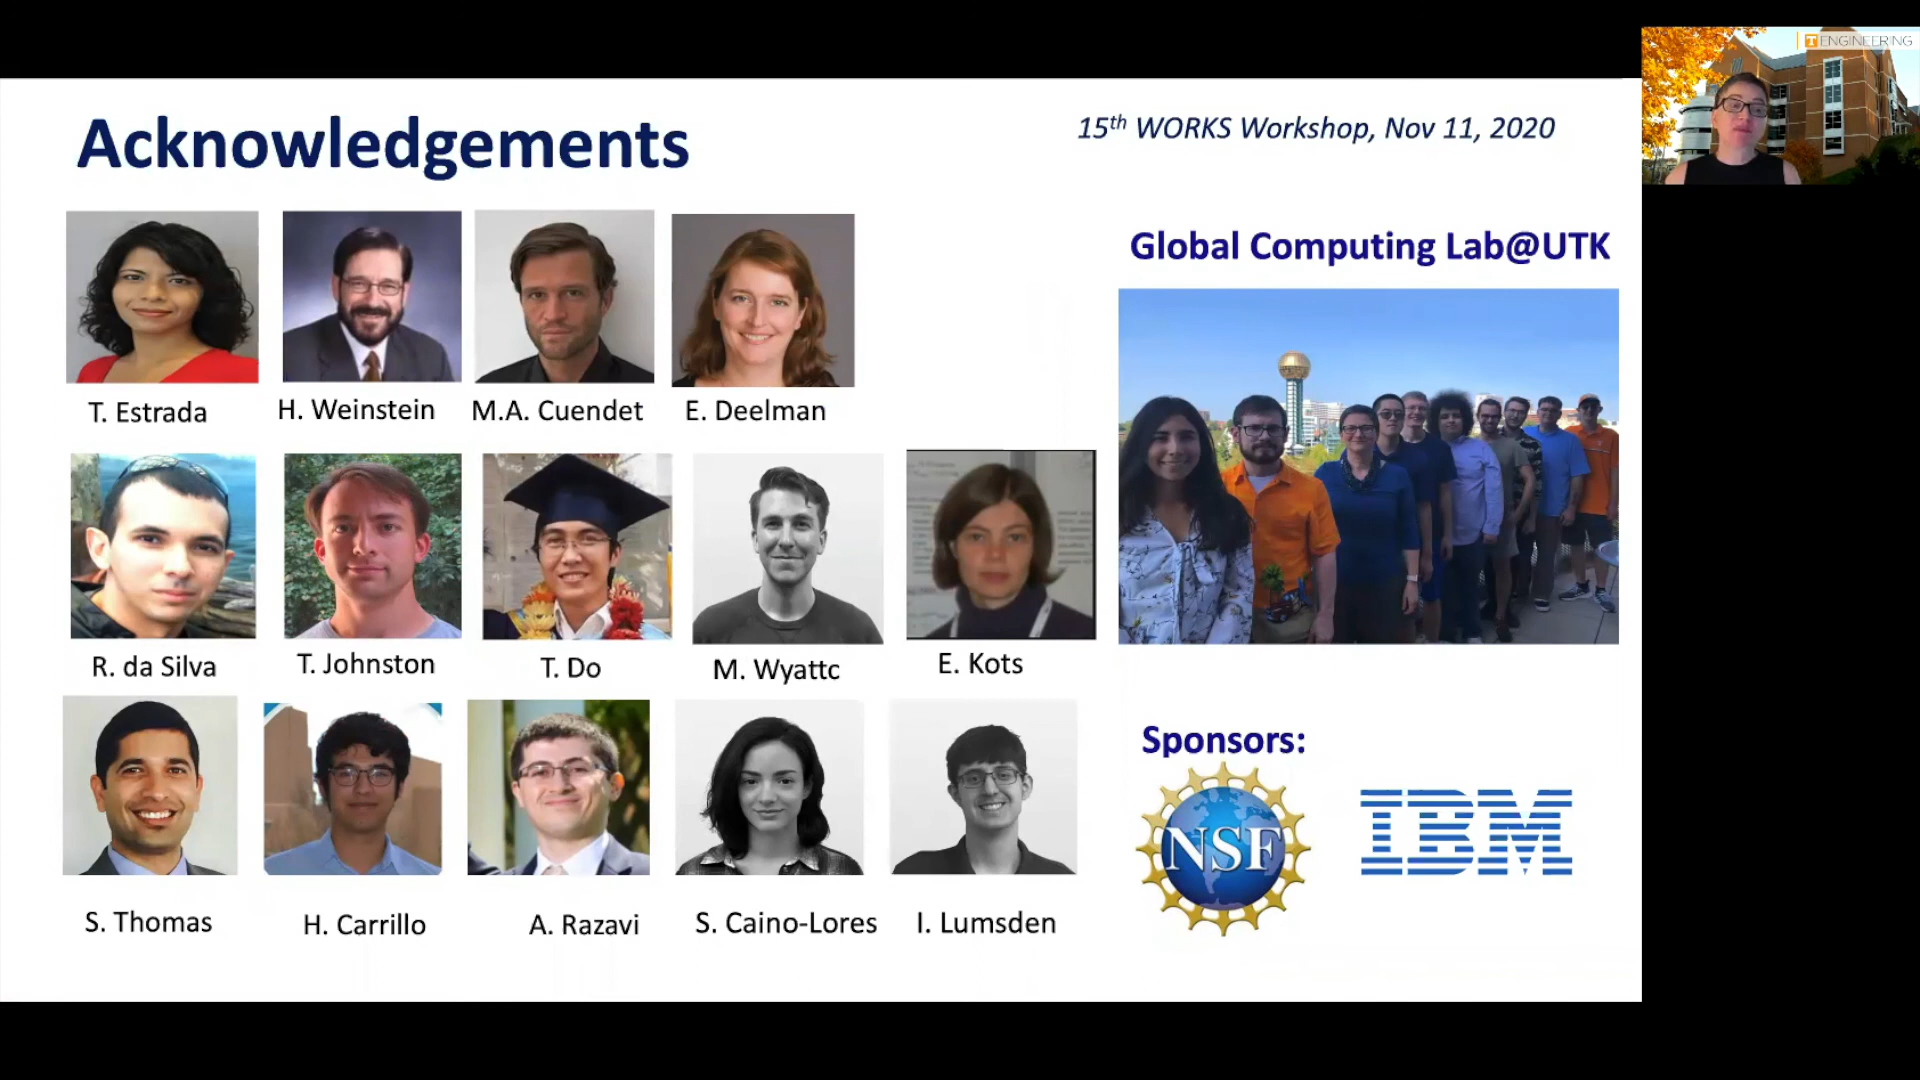 ENGINEERING
Acknowledgements
15th WORKS Workshop, Nov 11, 2020
Global Computing Lab@UTK
T. Estrada
H. Weinstein
M.A. Cuendet
E. Deelman
R. da Silva
T. Johnston
T. Do
M. Wyattc
E. Kots
Sponsors:
NSF
IBM
S. Thomas
H. Carrillo
A. Razavi
S. Caino-Lores
I. Lumsden